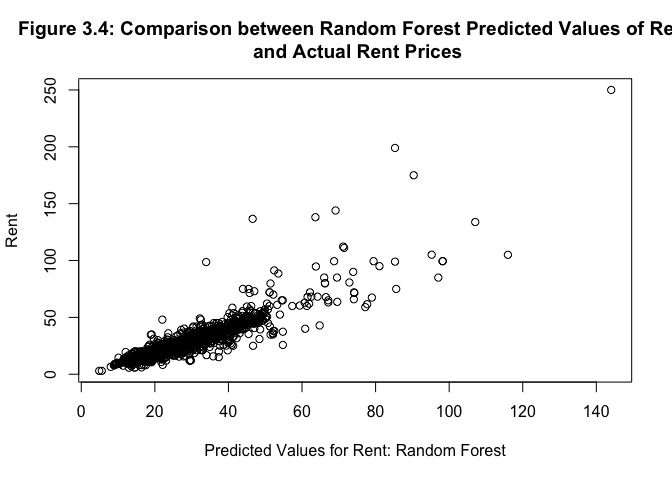 Figure 3.4: Comparison between Random Forest Predicted Values of Re
and Actual Rent Prices
250
200
150
100
50
0
Rent
0 20 40 60 80 100 120 140
Predicted Values for Rent: Random Forest